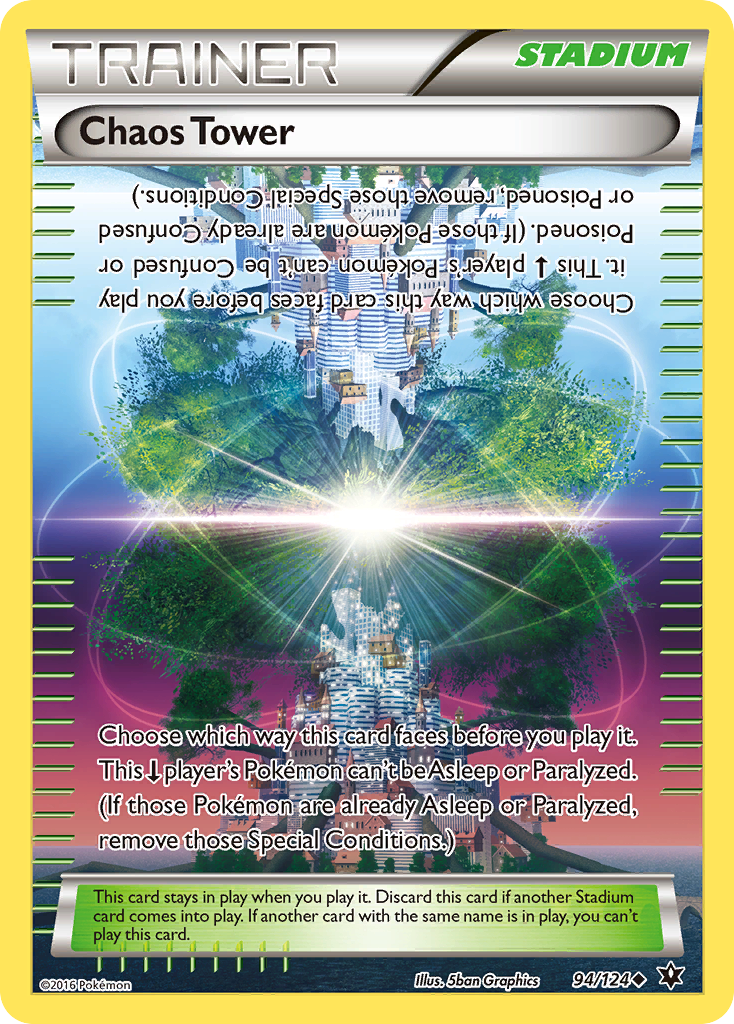 TRAINER
STADIUM
Chaos Tower
Choose which way this card faces before you play
it. This ↑ player's Pokémon can't be Confused or
Poisoned. (If those Pokémon are already Confused
or Poisoned, remove those Special Conditions.)
Choose which way this card faces before you play it.
This ↓ player's Pokémon can't be Asleep or Paralyzed.
(If those Pokémon are already Asleep or Paralyzed,
remove those Special Conditions.)
This card stays in play when you play it. Discard this card if another Stadium
card comes into play. If another card with the same name is in play, you can't
play this card.
©2016 Pokémon
Illus. 5ban Graphics
94/124